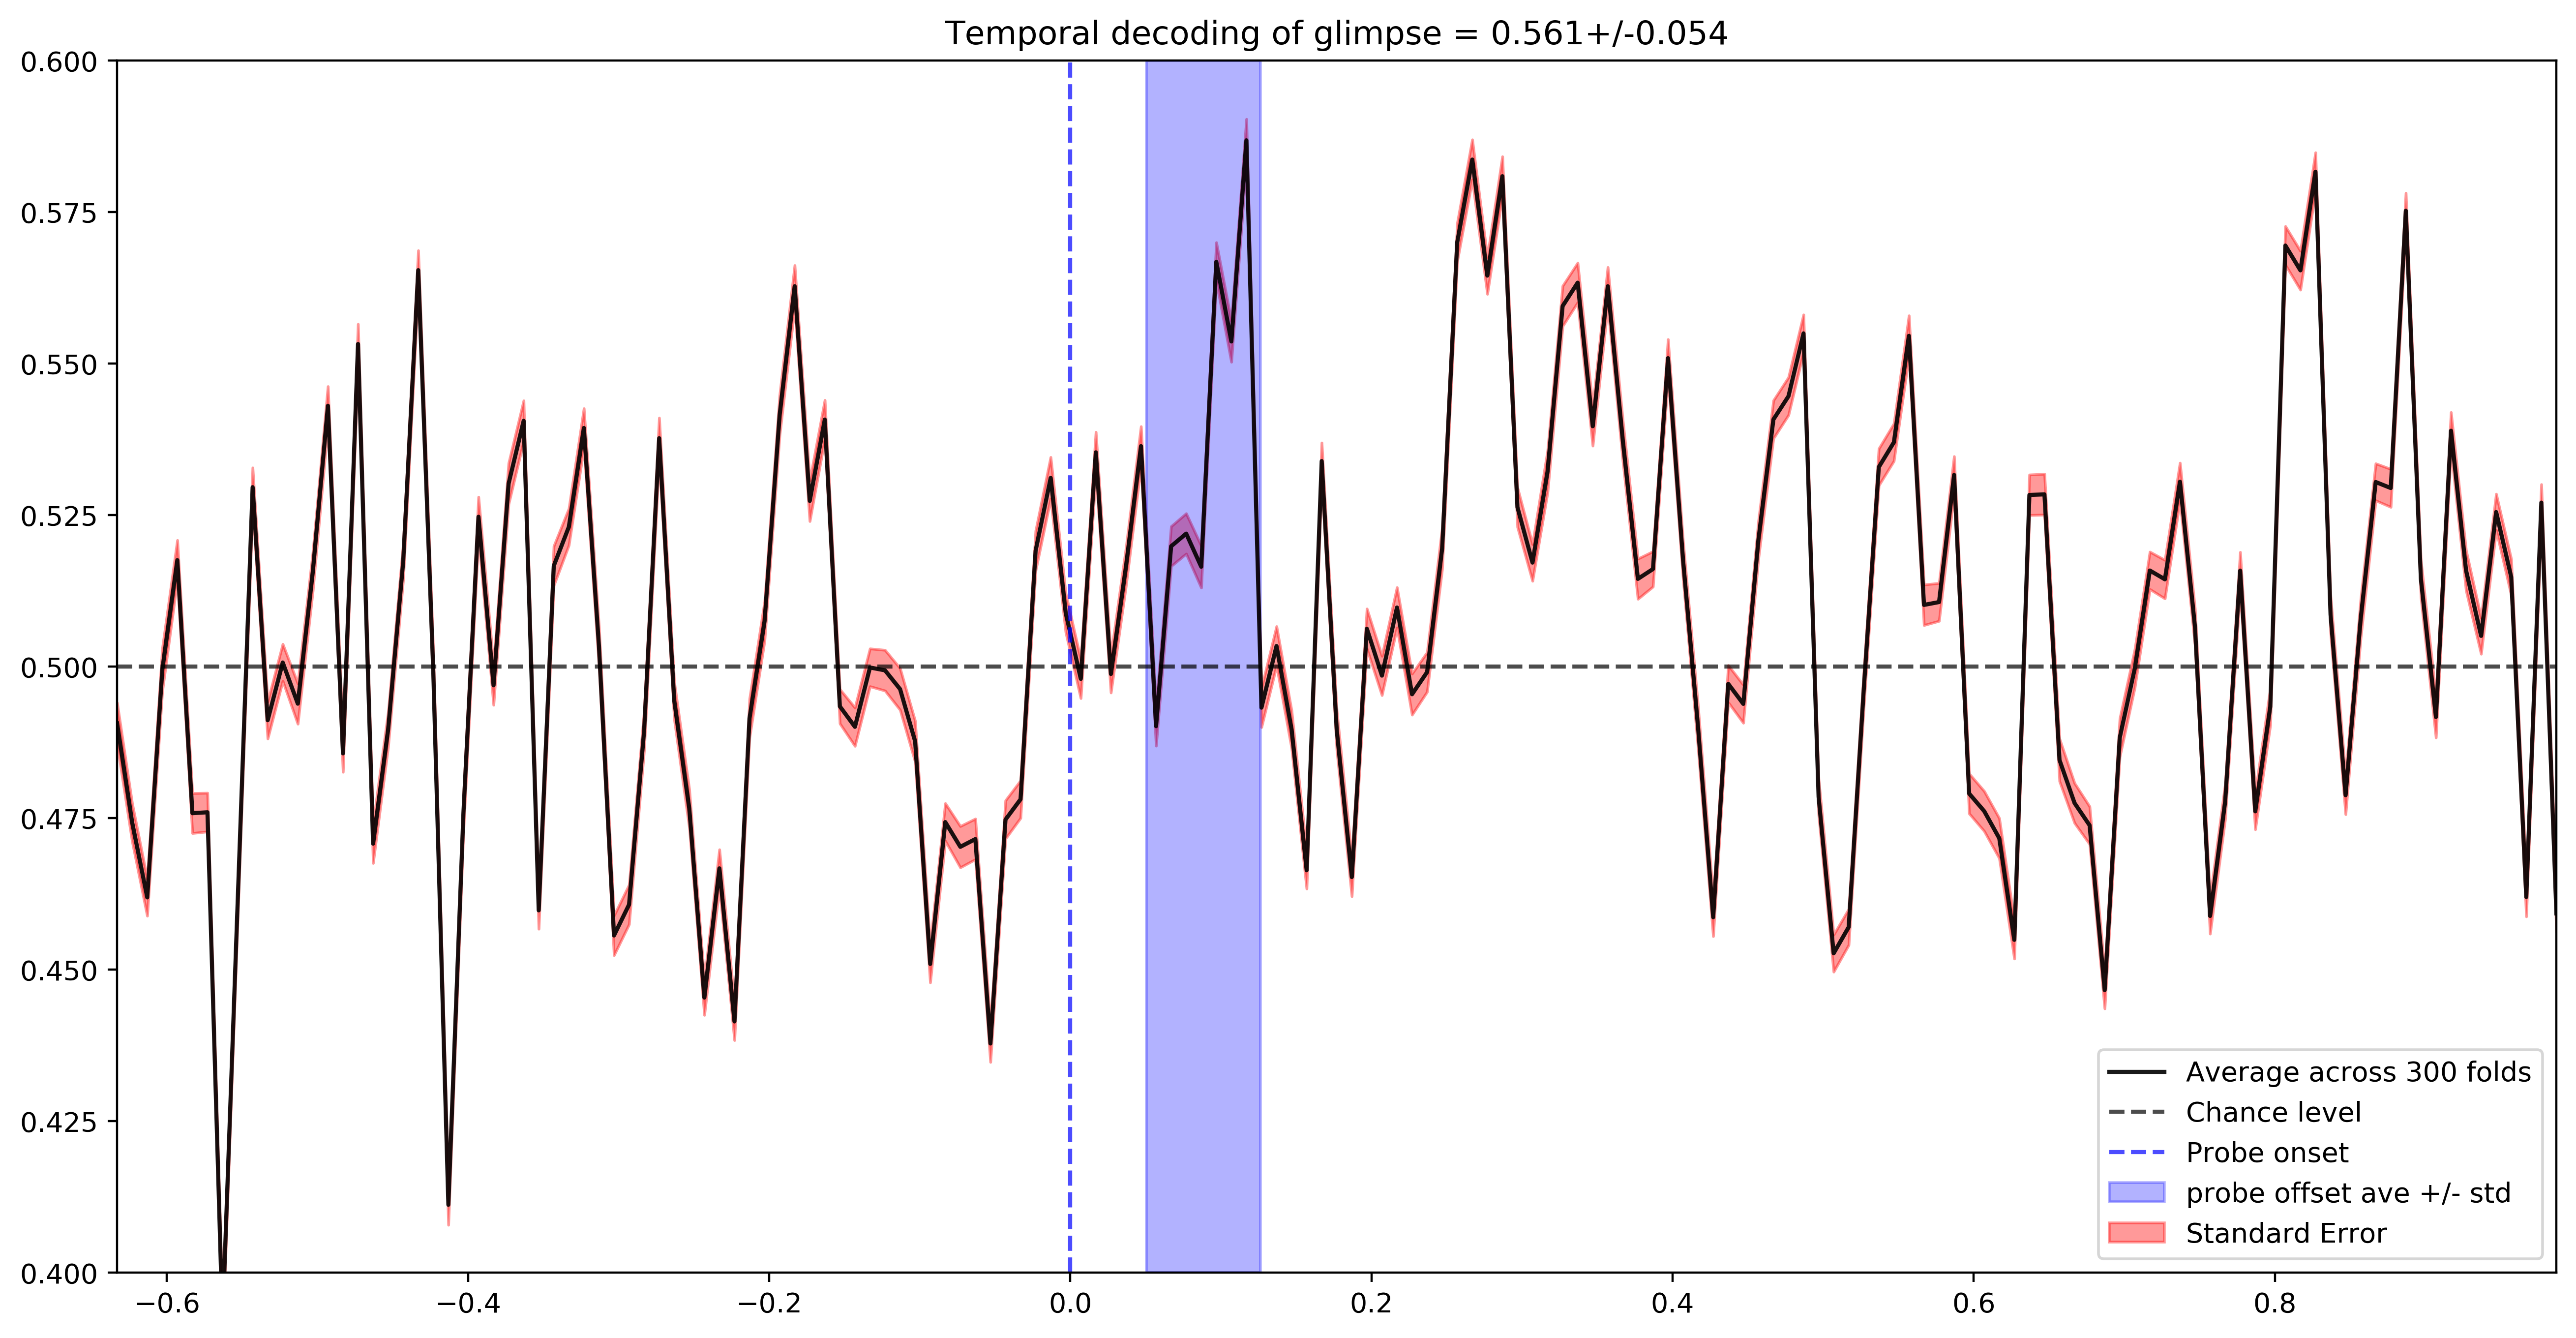 Temporal decoding of glimpse = 0.561+/-0.054
0.600
0.575
0.550
0.525
0.500
0.475
0.450
0.425
0.400
−0.6
−0.4
−0.2
0.0
0.2
0.4
0.6
0.8
Average across 300 folds
Chance level
Probe onset
probe offset ave +/- std
Standard Error